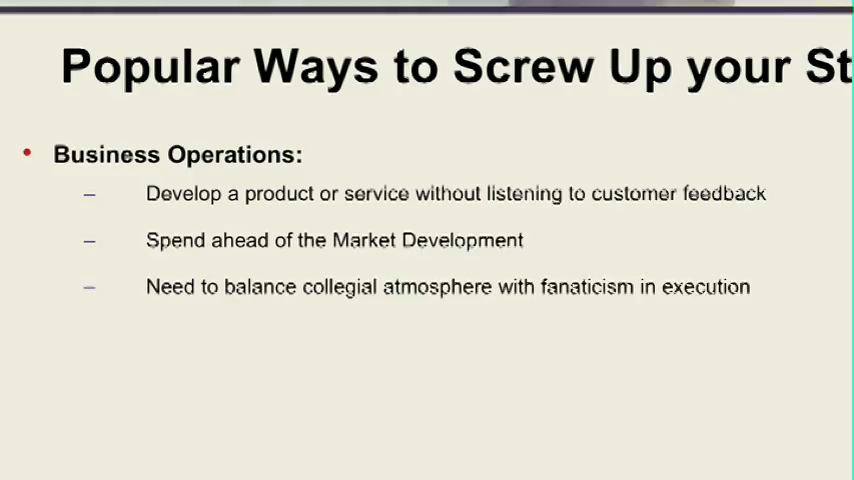 Popular Ways to Screw Up your St
• Business Operations:
– Develop a product or service without listening to customer feedback
– Spend ahead of the Market Development
– Need to balance collegial atmosphere with fanaticism in execution